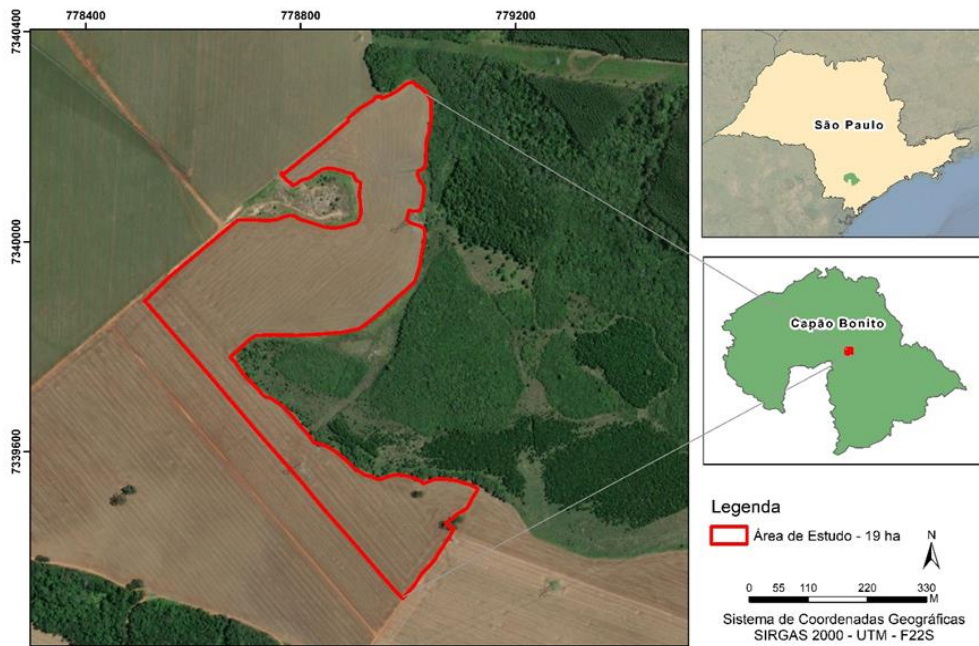 778400
778800
779200
7340400
7340000
7339600
São Paulo
Capão Bonito
Legenda
Área de Estudo - 19 ha
N
0 55 110 220 330
M
Sistema de Coordenadas Geográficas
SIRGAS 2000 - UTM - F22S